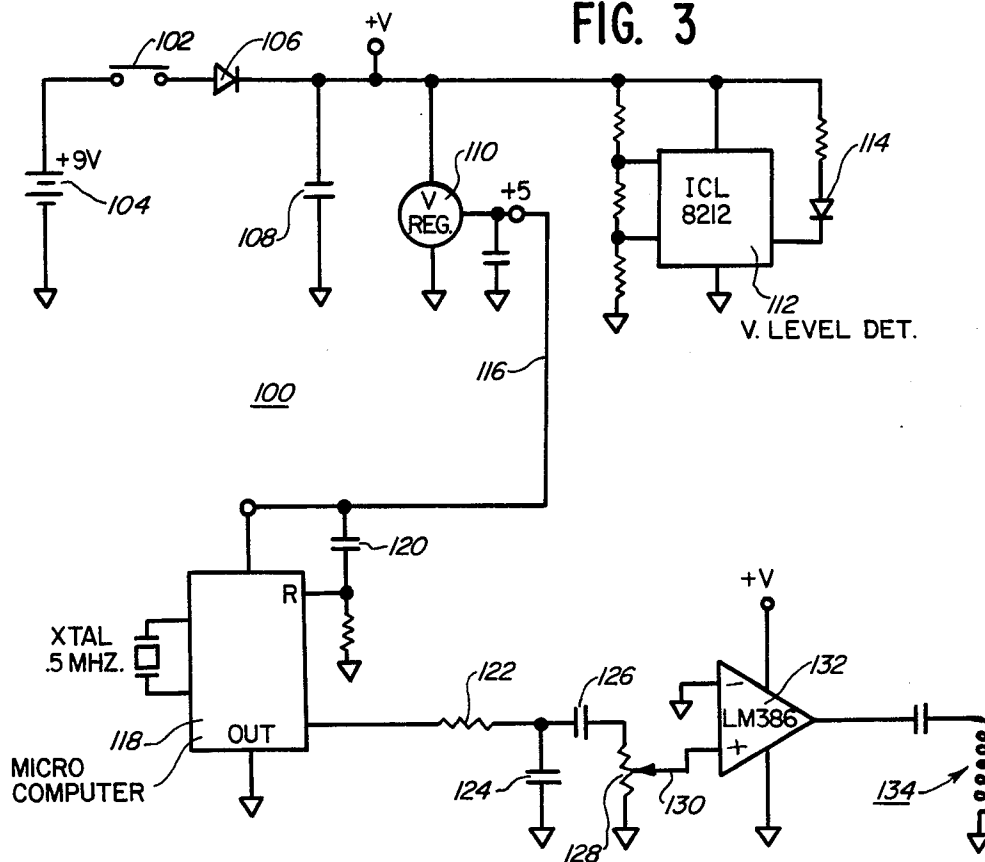 FIG. 3
+V
102
106
+9V
104
108
110
V
REG.
+5
ICL
8212
114
112
V. LEVEL DET.
116
100
120
R
XTAL
.5 MHZ.
118
OUT
MICRO
COMPUTER
122
124
126
128
130
+V
132
-
LM386
+
134